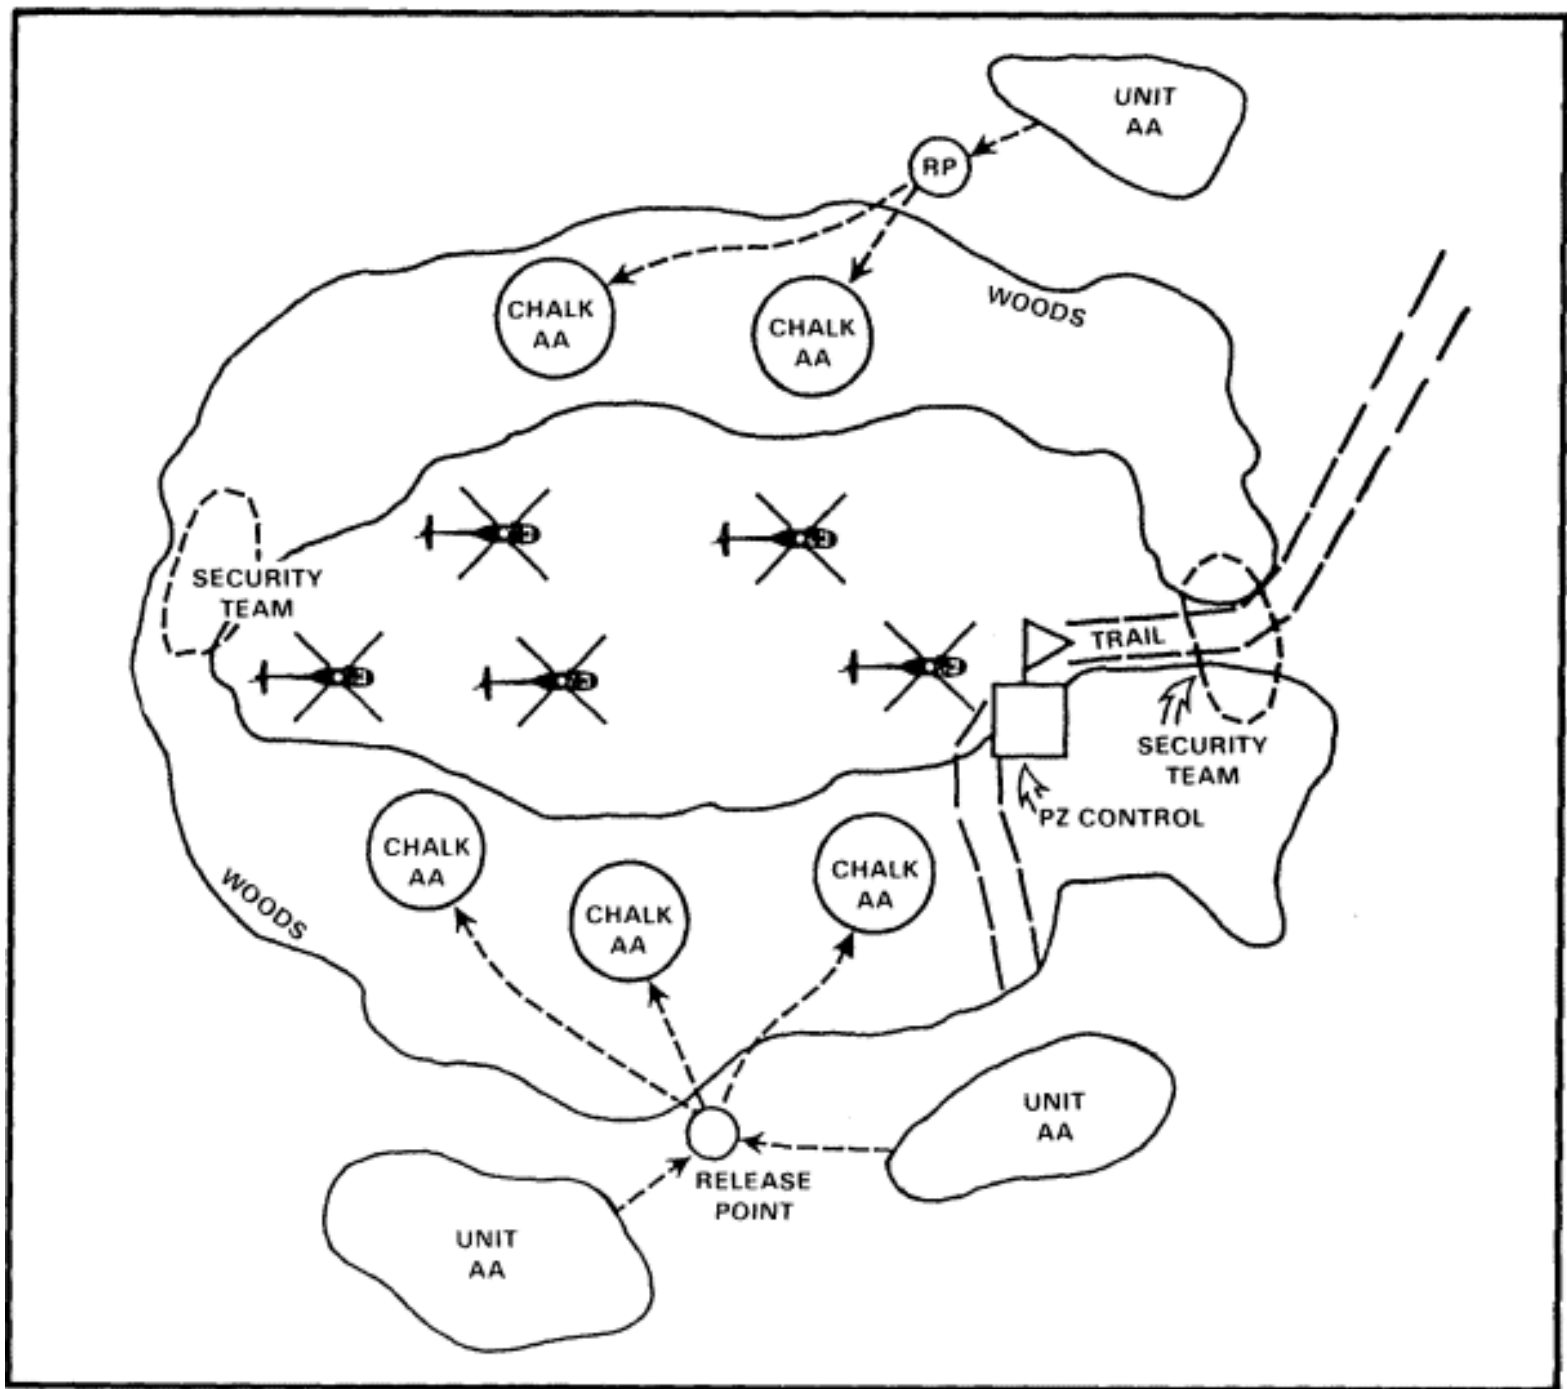 UNIT
AA
RP
CHALK
AA
CHALK
AA
WOODS
SECURITY
TEAM
TRAIL
SECURITY
TEAM
PZ CONTROL
CHALK
AA
CHALK
AA
CHALK
AA
WOODS
UNIT
AA
RELEASE
POINT
UNIT
AA